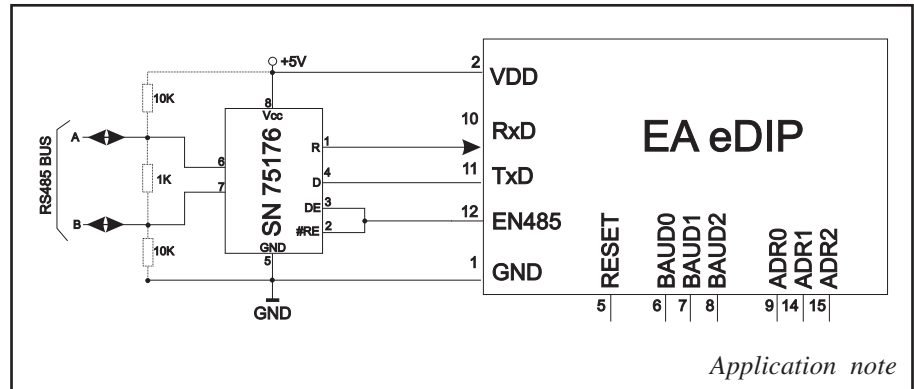 +5V
2
VDD
10K
8
Vcc
10
RxD
EA eDIP
RS485 BUS
A
6
SN 75176
R
1
11
TxD
1K
7
D
4
DE
3
12
EN485
B
#RE
2
10K
GND
5
1
GND
GND
RESET
BAUD0
BAUD1
BAUD2
ADR0
ADR1
ADR2
5
6
7
8
9
14
15
Application note